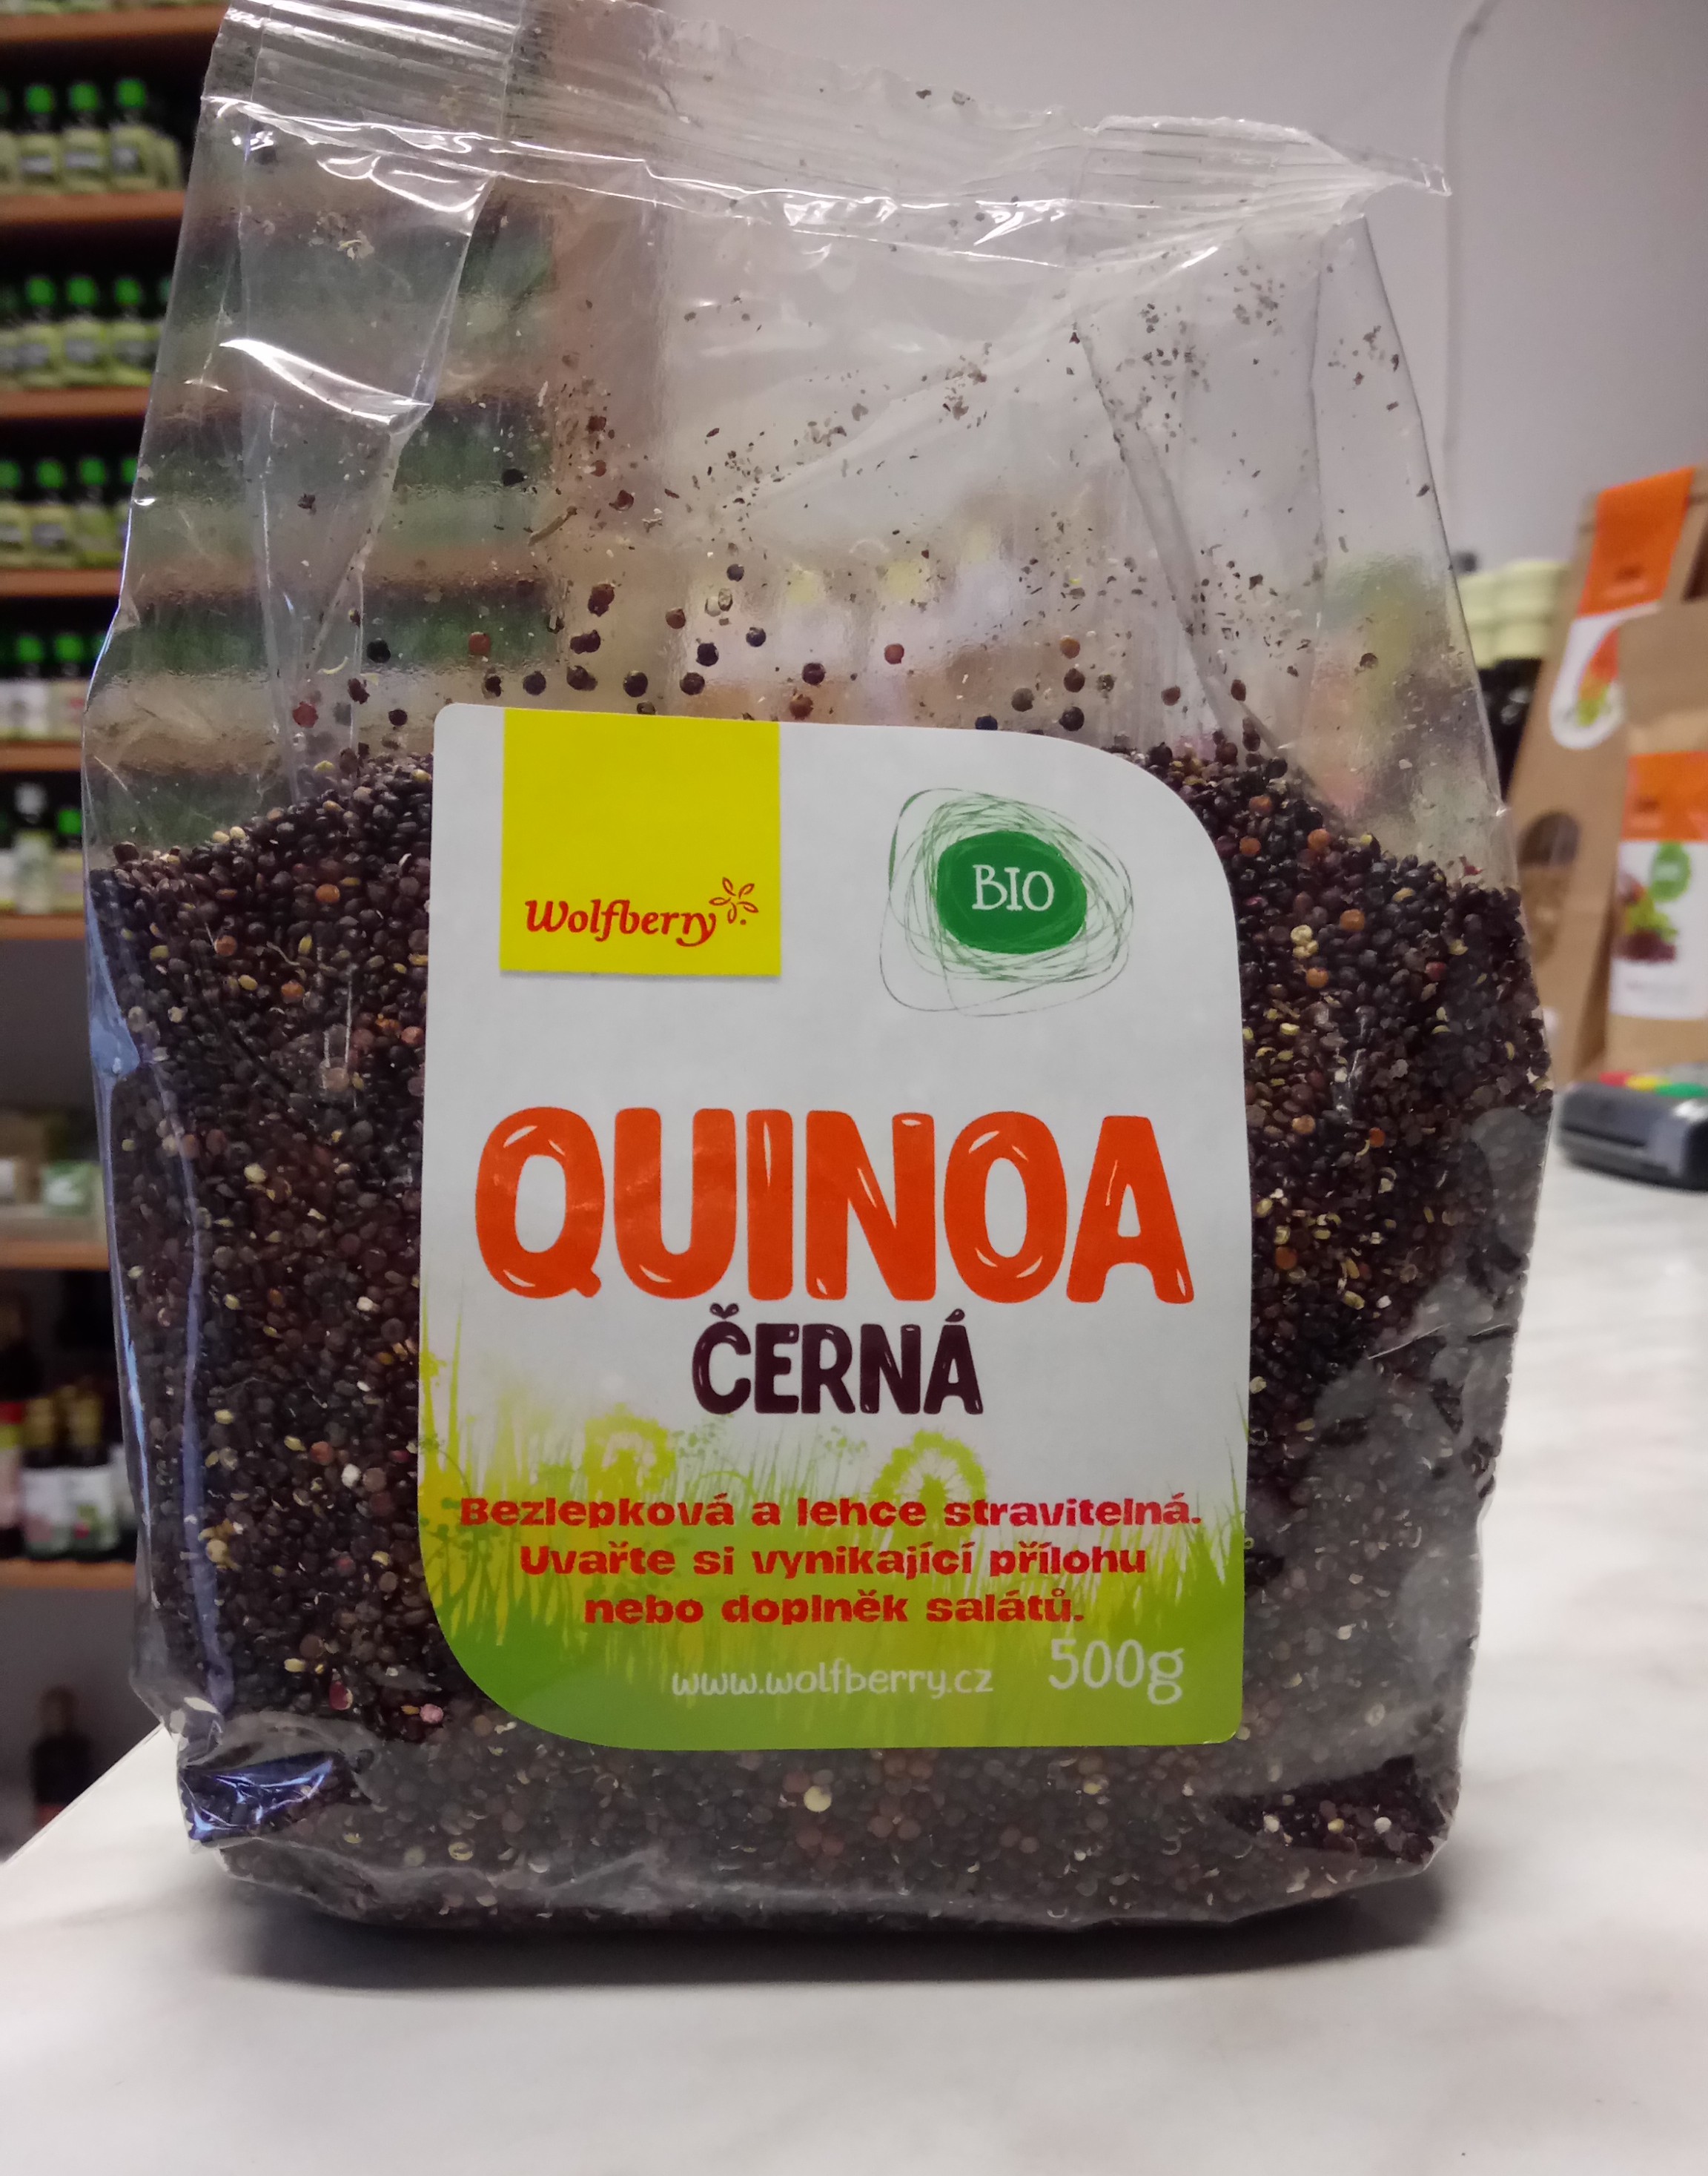 Wolfberry
BIO
QUINOA
ČERNÁ
Bezlepková a lehce stravitelná.
Uvařte si vynikající přílohu
nebo doplněk salátů.
www.wolfberry.cz
500g